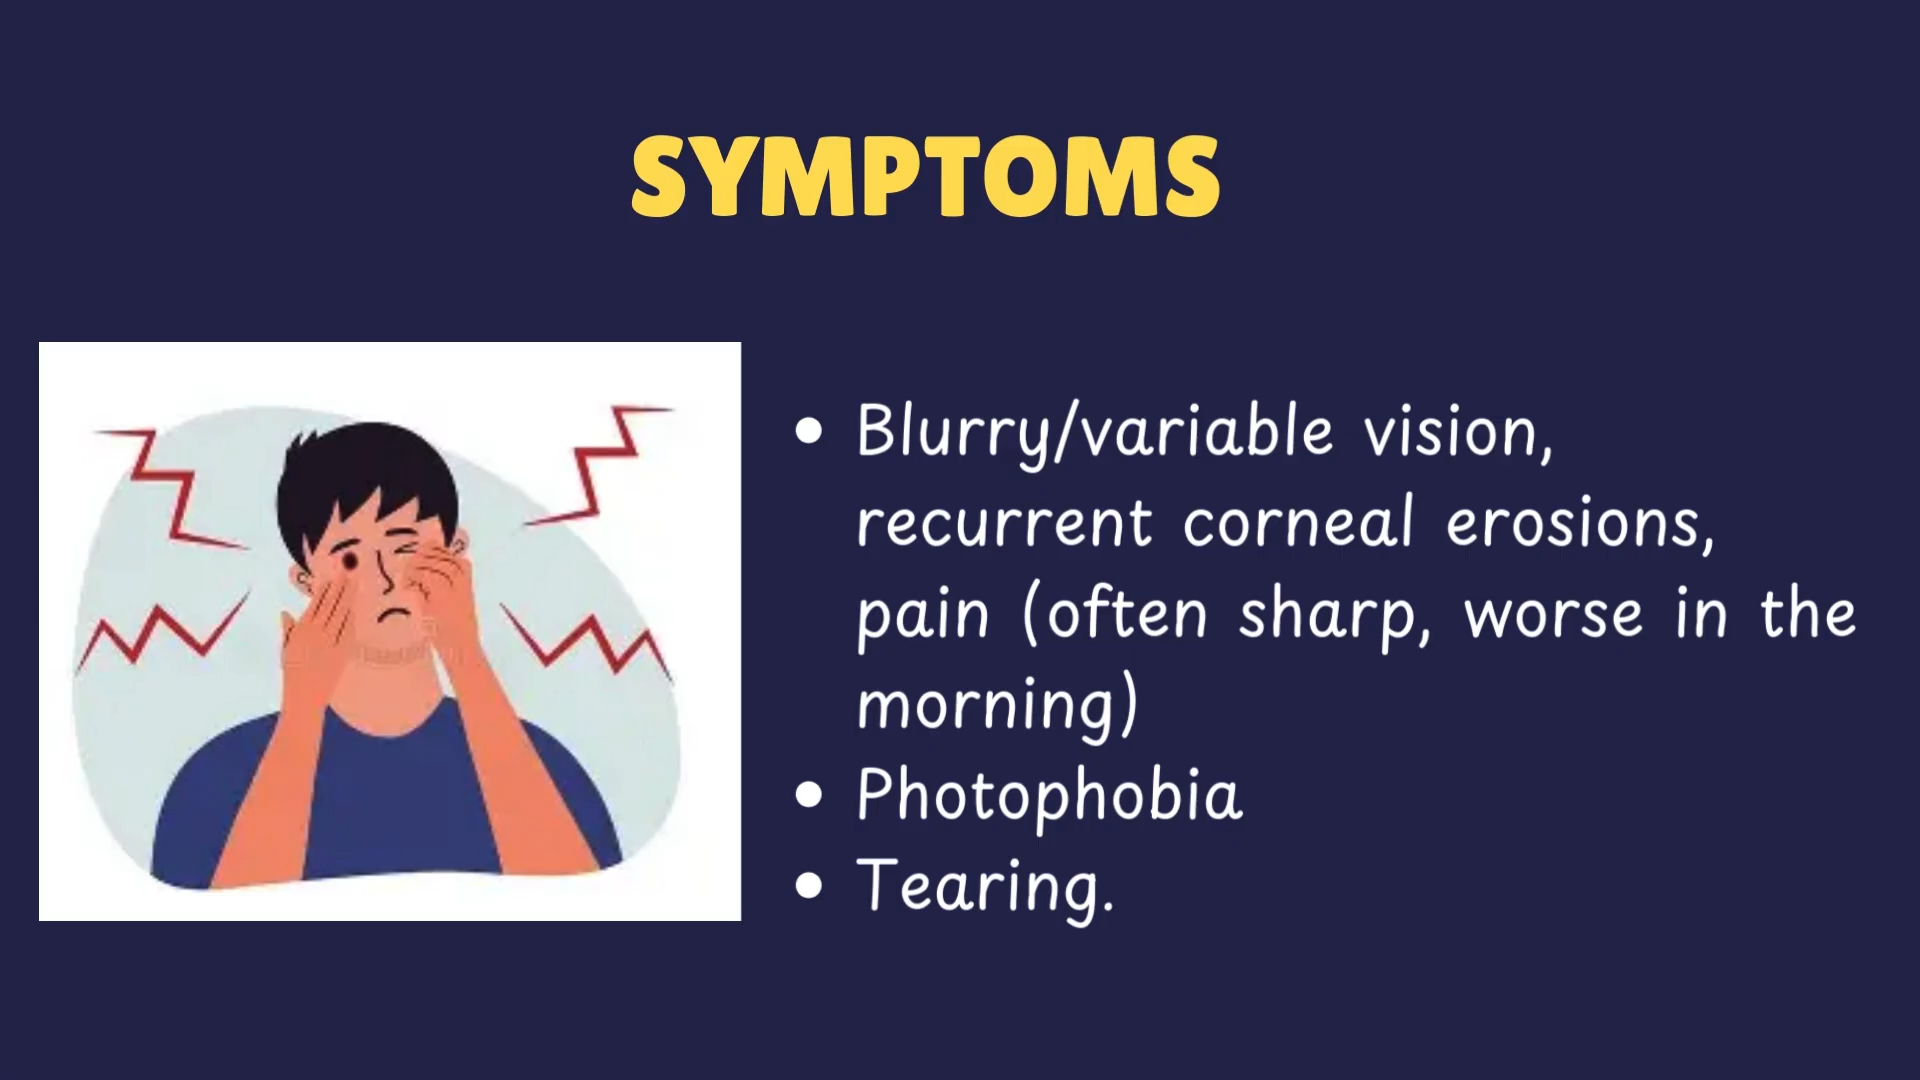 SYMPTOMS
• Blurry/variable vision,
recurrent corneal erosions,
pain (often sharp, worse in the
morning)
• Photophobia
• Tearing.